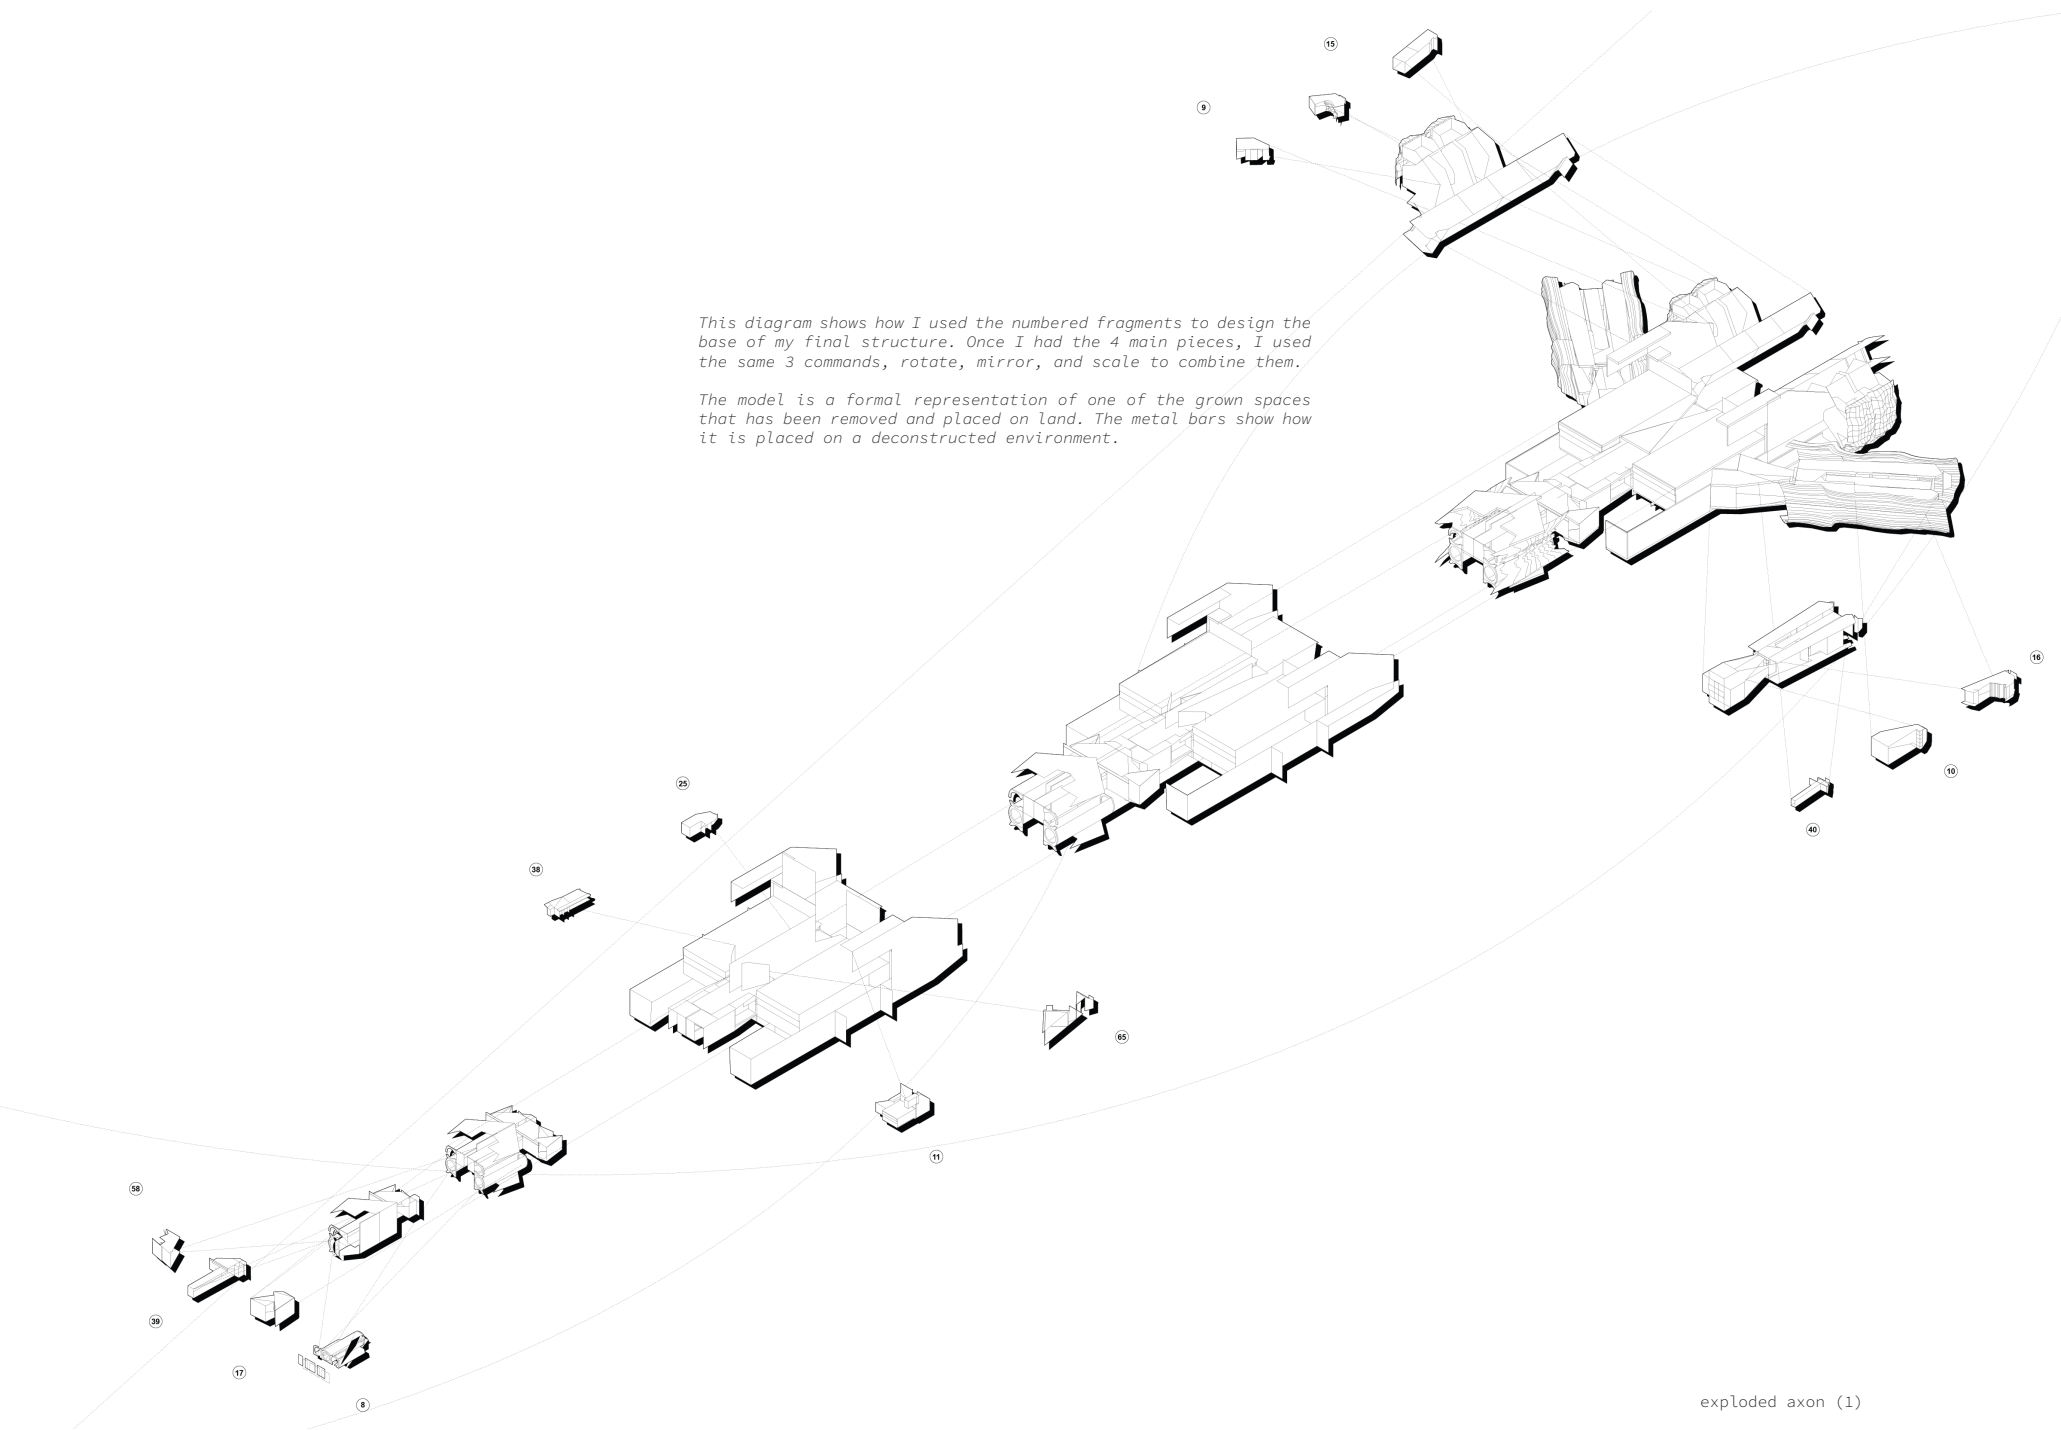 15
9
This diagram shows how I used the numbered fragments to design the
base of my final structure. Once I had the 4 main pieces, I used
the same 3 commands, rotate, mirror, and scale to combine them.
The model is a formal representation of one of the grown spaces
that has been removed and placed on land. The metal bars show how
it is placed on a deconstructed environment.
16
10
25
40
38
65
11
58
39
17
8
exploded axon (1)